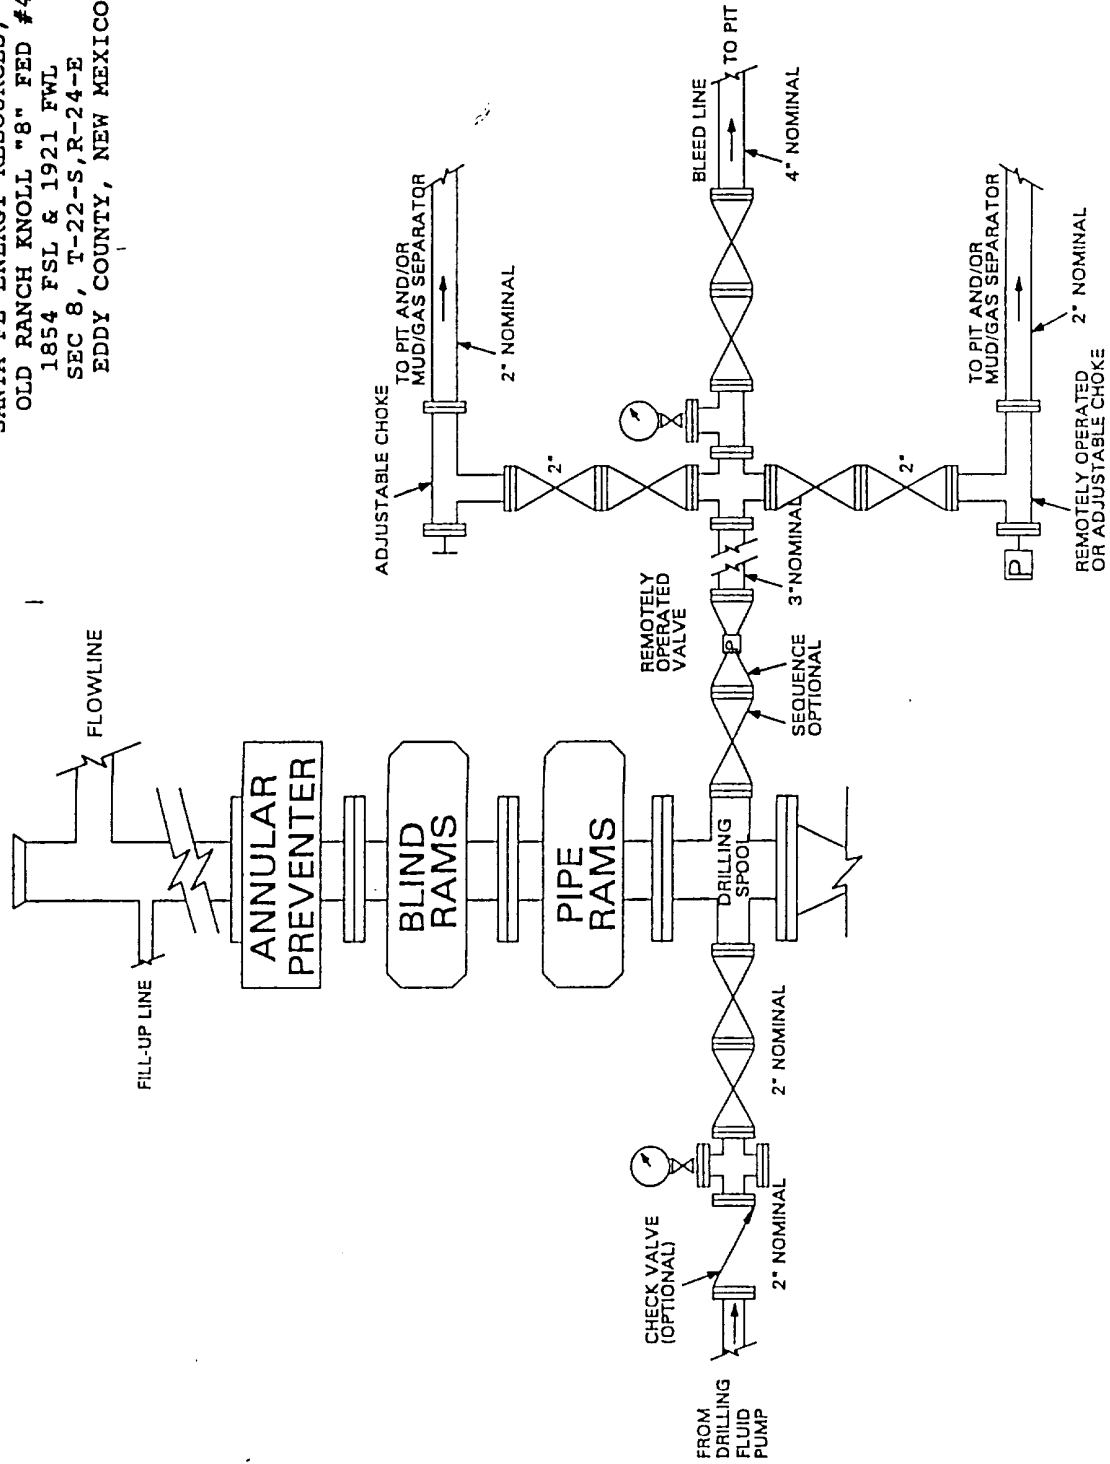 OLD RANCH KNOLL "8" FED
1854 FSL & 1921 FWL
SEC 8, T-22-S,R-24-E
EDDY COUNTY, NEW MEXICO
FLOWLINE
FILL-UP LINE
ANNULAR
PREVENTER
BLIND
RAMS
PIPE
RAMS
DRILLING
SPOOL
ADJUSTABLE CHOKE
TO PIT AND/OR
MUD/GAS SEPARATOR
2" NOMINAL
BLEED LINE
TO PIT
4" NOMINAL
2"
2"
REMOTELY
OPERATED
VALVE
P
3"NOMINAL
SEQUENCE
OPTIONAL
TO PIT AND/OR
MUD/GAS SEPARATOR
2" NOMINAL
P
REMOTELY OPERATED
OR ADJUSTABLE CHOKE
2" NOMINAL
CHECK VALVE
(OPTIONAL)
2" NOMINAL
FROM
DRILLING
FLUID
PUMP